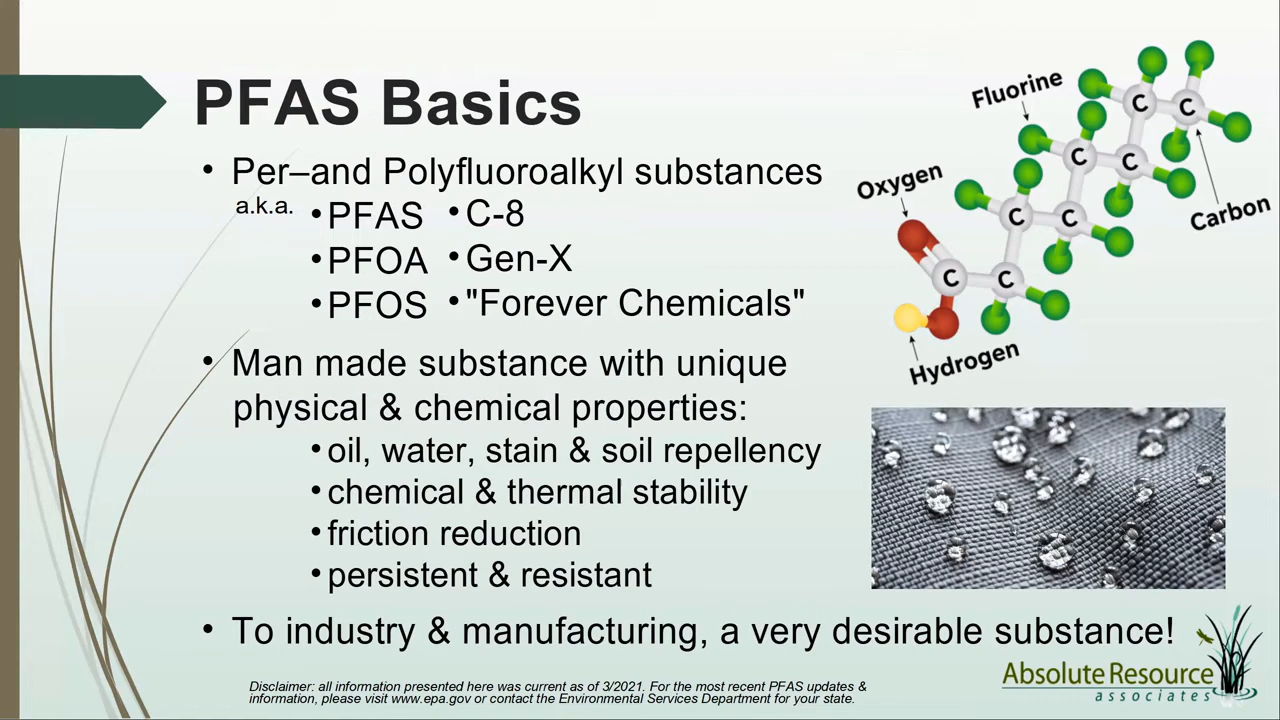 PFAS Basics
• Per–and Polyfluoroalkyl substances
a.k.a. • PFAS • C-8
• PFOA • Gen-X
• PFOS • "Forever Chemicals"
• Man made substance with unique
physical & chemical properties:
• oil, water, stain & soil repellency
• chemical & thermal stability
• friction reduction
• persistent & resistant
• To industry & manufacturing, a very desirable substance!
Fluorine
Oxygen
Carbon
Hydrogen
C C
C C
C C
C C
Absolute Resource
associates
Disclaimer: all information presented here was current as of 3/2021. For the most recent PFAS updates &
information, please visit www.epa.gov or contact the Environmental Services Department for your state.